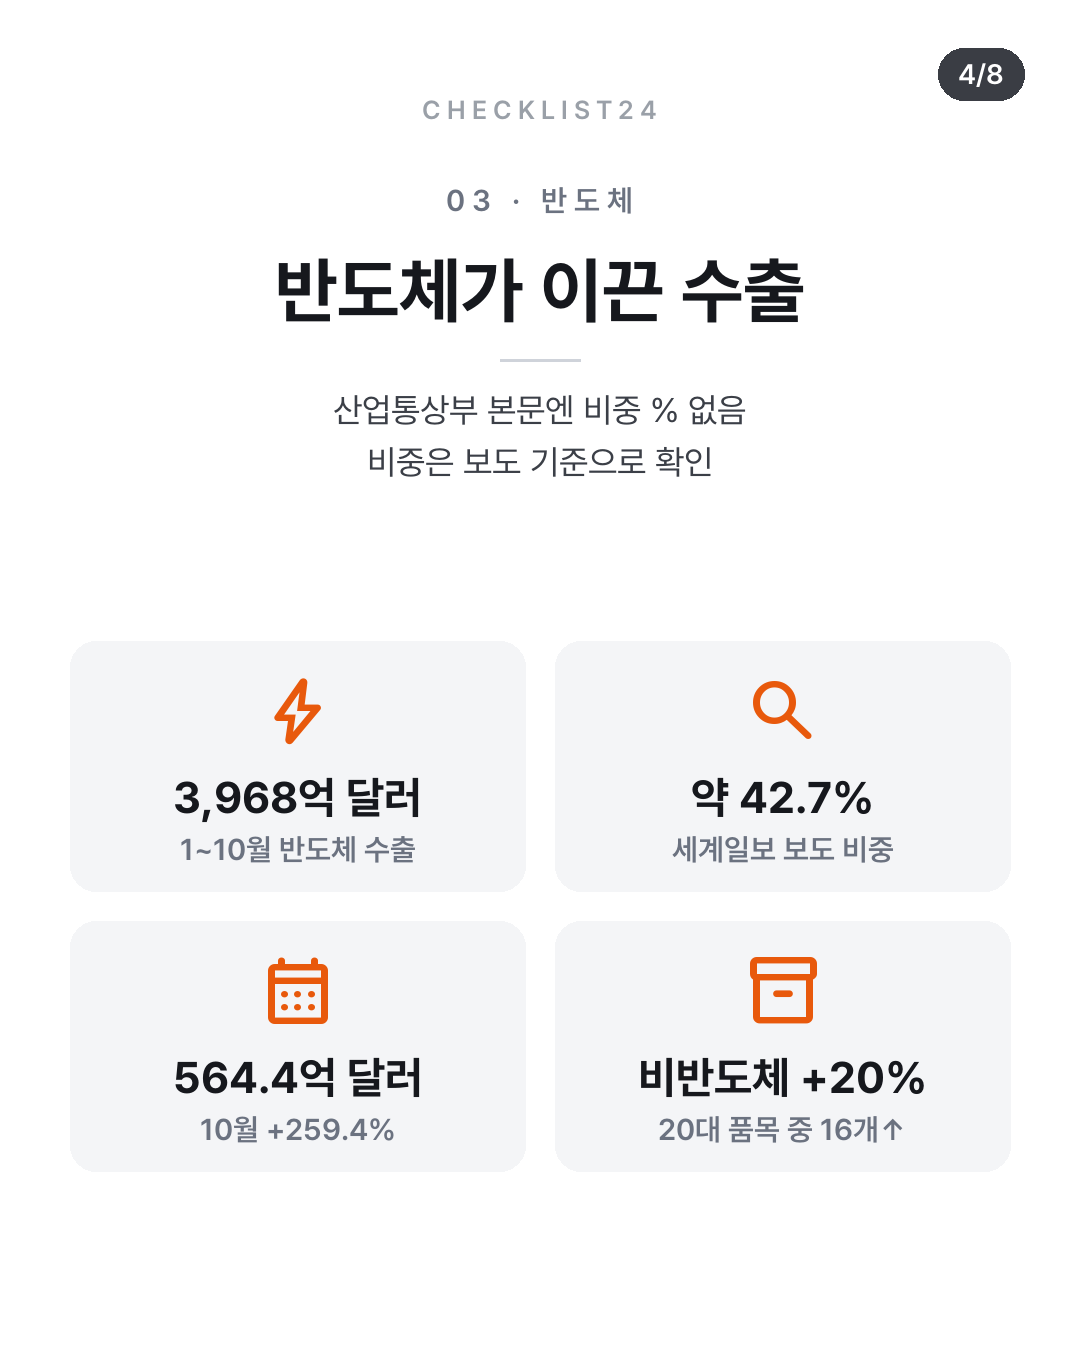 4/8
CHECKLIST24
03 · 반도체
반도체가 이끈 수출
산업통상부 본문엔 비중 % 없음
비중은 보도 기준으로 확인
3,968억 달러
1~10월 반도체 수출
약 42.7%
세계일보 보도 비중
564.4억 달러
10월 +259.4%
비반도체 +20%
20대 품목 중 16개↑